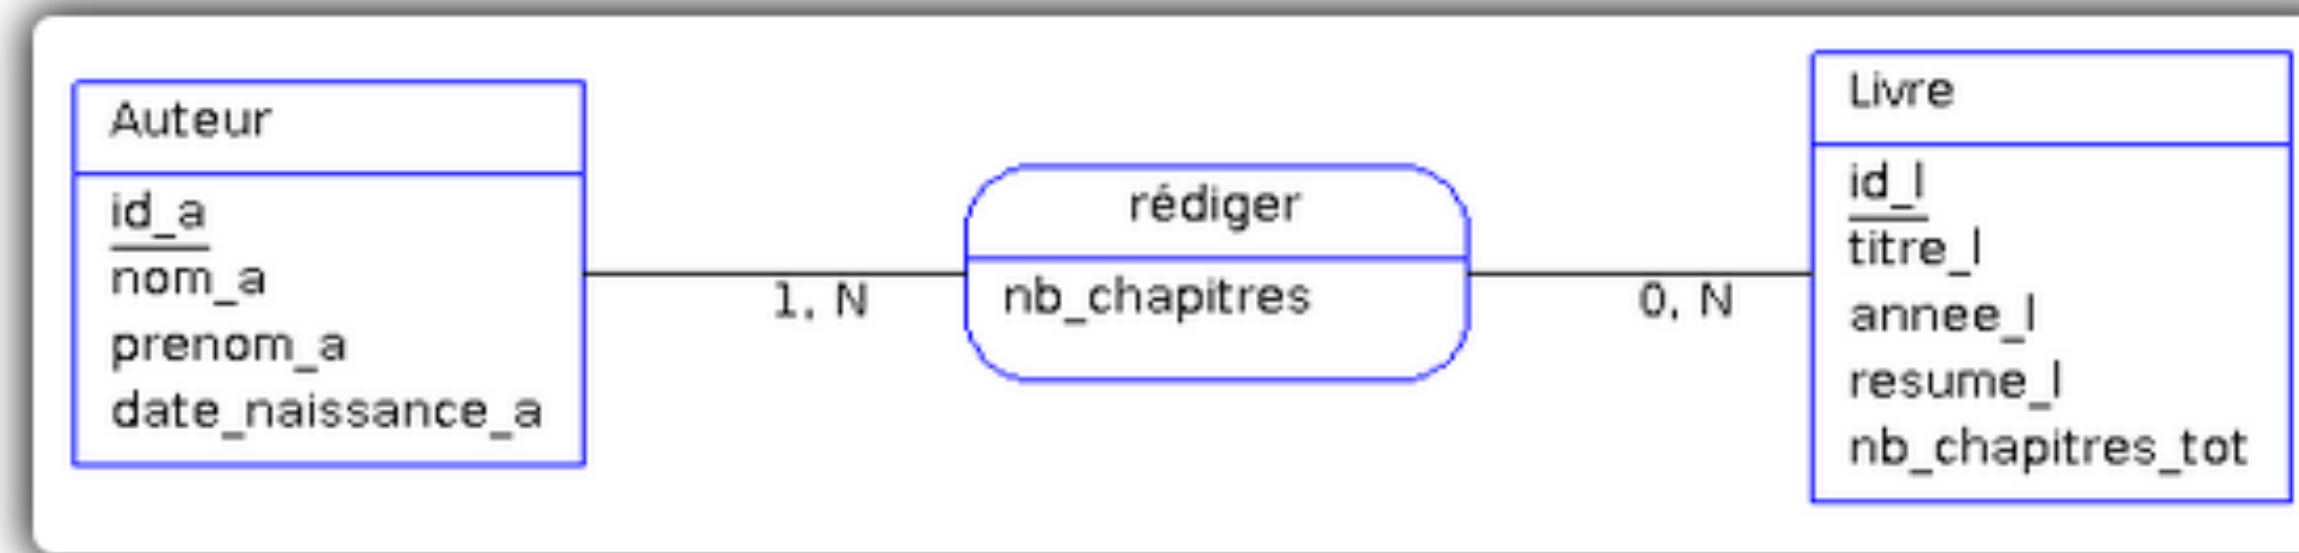 Auteur
id_a
nom_a
prenom_a
date_naissance_a
1, N
rédiger
nb_chapitres
0, N
Livre
id_l
titre_l
annee_l
resume_l
nb_chapitres_tot